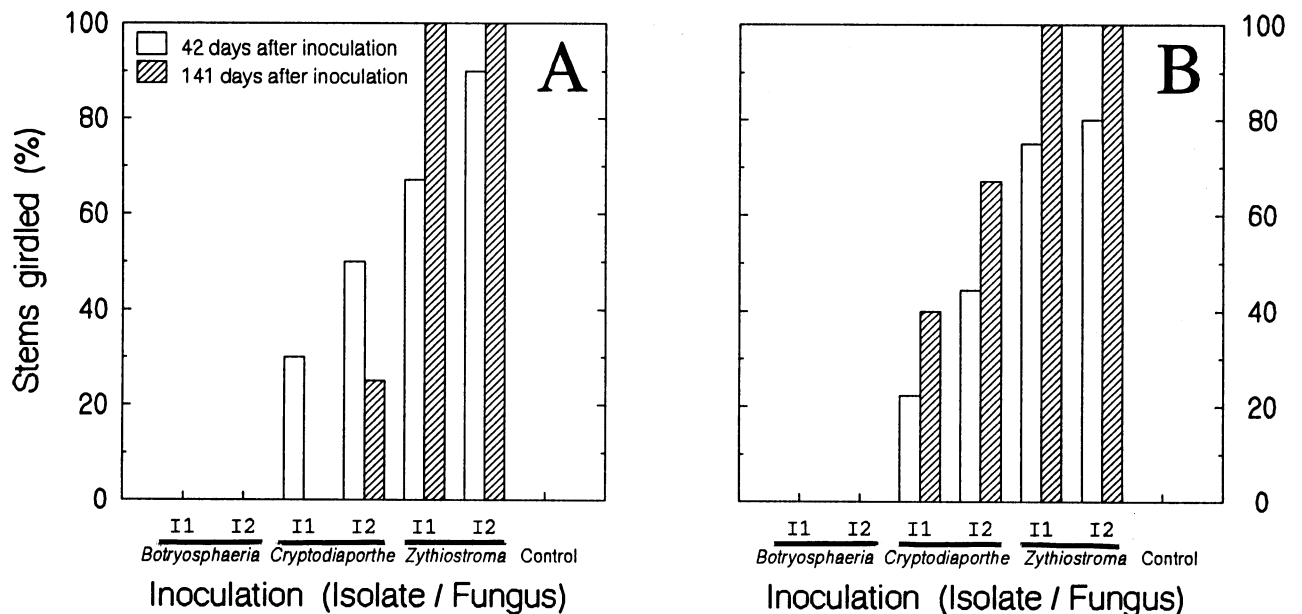 100
80
60
40
20
0
Stems girdled (%)
42 days after inoculation
141 days after inoculation
A
I1 I2 I1 I2 I1 I2
Botryosphaeria Cryptodiaporthe Zythiostroma Control
Inoculation (Isolate / Fungus)
B
100
80
60
40
20
0
I1 I2 I1 I2 I1 I2
Botryosphaeria Cryptodiaporthe Zythiostroma Control
Inoculation (Isolate / Fungus)